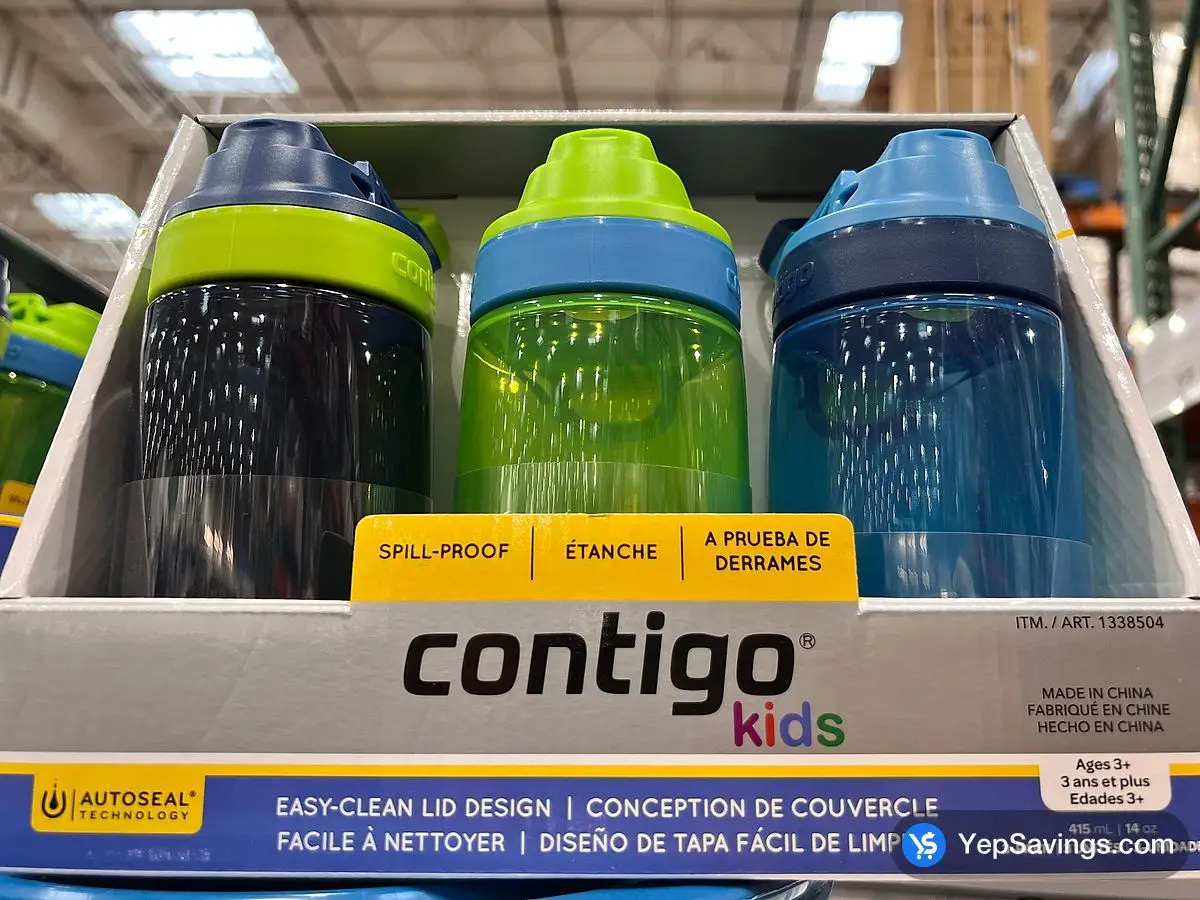 SPILL-PROOF
ÉTANCHE
A PRUEBA DE
DERRAMES
contigo®
kids
ITM. / ART. 1338504
MADE IN CHINA
FABRIQUÉ EN CHINE
HECHO EN CHINA
Ages 3+
3 ans et plus
Edades 3+
AUTOSEAL®
TECHNOLOGY
EASY-CLEAN LID DESIGN | CONCEPTION DE COUVERCLE
FACILE À NETTOYER | DISEÑO DE TAPA FÁCIL DE
415 mL | 14 oz
YepSavings.com